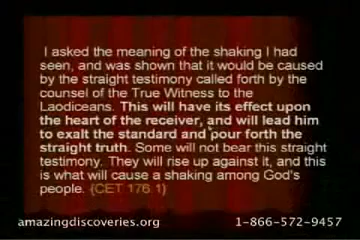 I asked the meaning of the shaking I had
seen, and was shown that it would be caused
by the straight testimony called forth by the
counsel of the True Witness to the
Laodiceans. This will have its effect upon
the heart of the receiver, and will lead him
to exalt the standard and pour forth the
straight truth. Some will not bear this straight
testimony. They will rise up against it, and this
is what will cause a shaking among God's
people. {CET 176.1}
amazingdiscoveries.org 1-866-572-9457